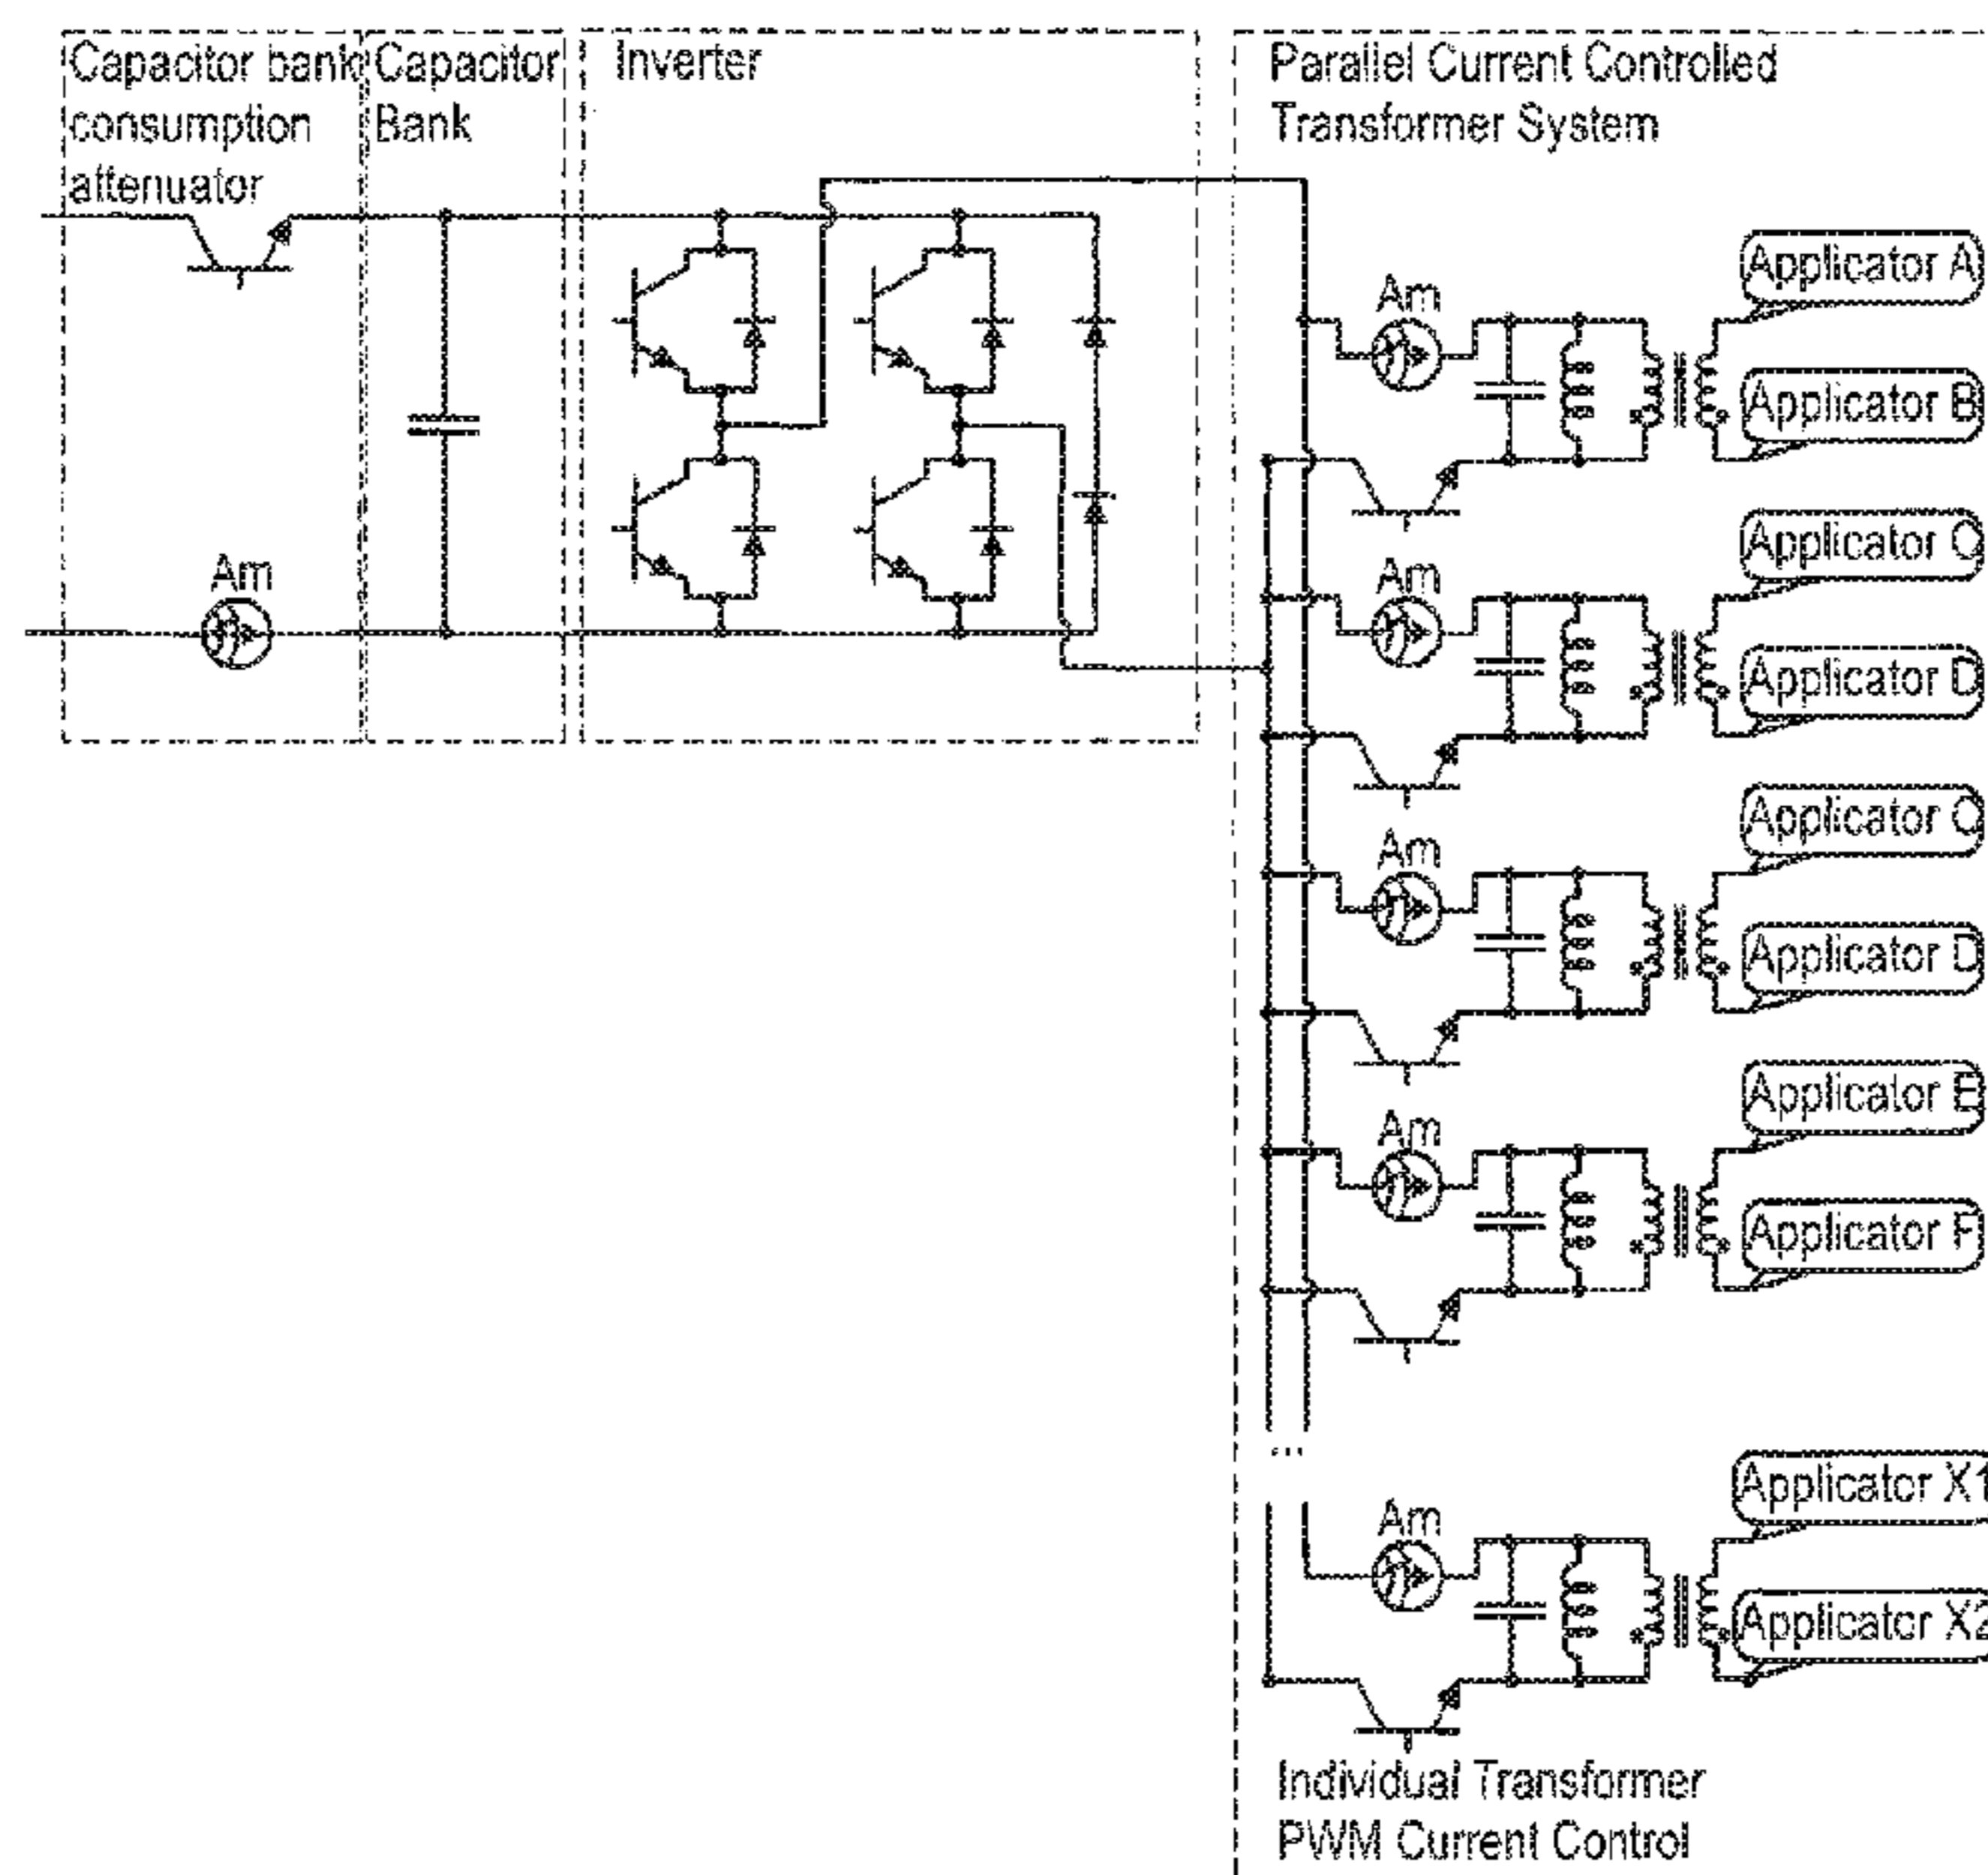 Capacitor bank
consumption
attenuator
Capacitor
Bank
Inverter
Parallel Current Controlled
Transformer System
Am
Am
Applicator A
Applicator B
Am
Applicator C
Applicator D
Am
Applicator C
Applicator D
Am
Applicator E
Applicator F
...
Am
Applicator X1
Applicator X2
Individual Transformer
PWM Current Control